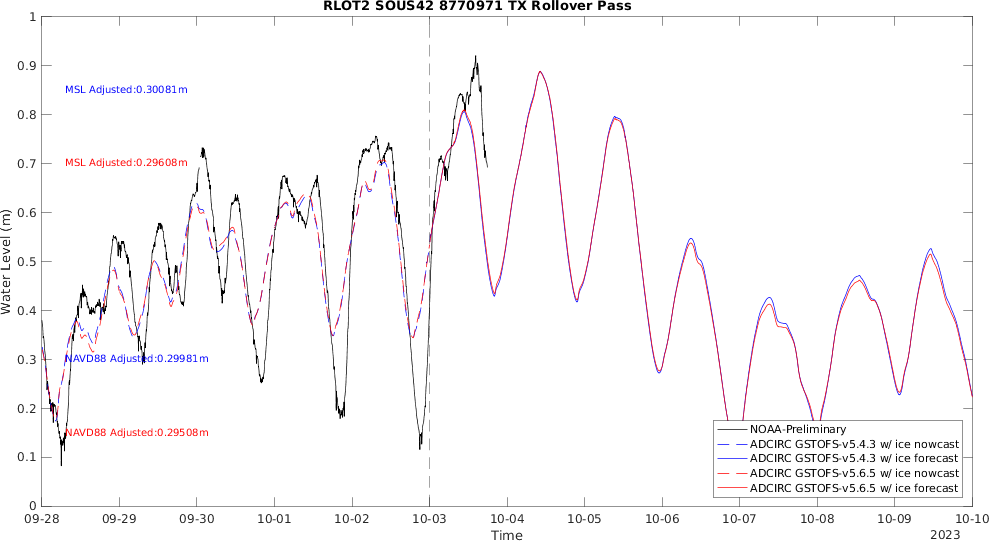 RLOT2 SOUS42 8770971 TX Rollover Pass
1
0.9
0.8
0.7
0.6
0.5
0.4
0.3
0.2
0.1
0
Water Level (m)
MSL Adjusted:0.30081m
MSL Adjusted:0.29608m
NAVD88 Adjusted:0.29981m
NAVD88 Adjusted:0.29508m
NOAA-Preliminary
ADCIRC GSTOFS-v5.4.3 w/ ice nowcast
ADCIRC GSTOFS-v5.4.3 w/ ice forecast
ADCIRC GSTOFS-v5.6.5 w/ ice nowcast
ADCIRC GSTOFS-v5.6.5 w/ ice forecast
09-28 09-29 09-30 10-01 10-02 10-03 10-04 10-05 10-06 10-07 10-08 10-09 10-10
Time
2023